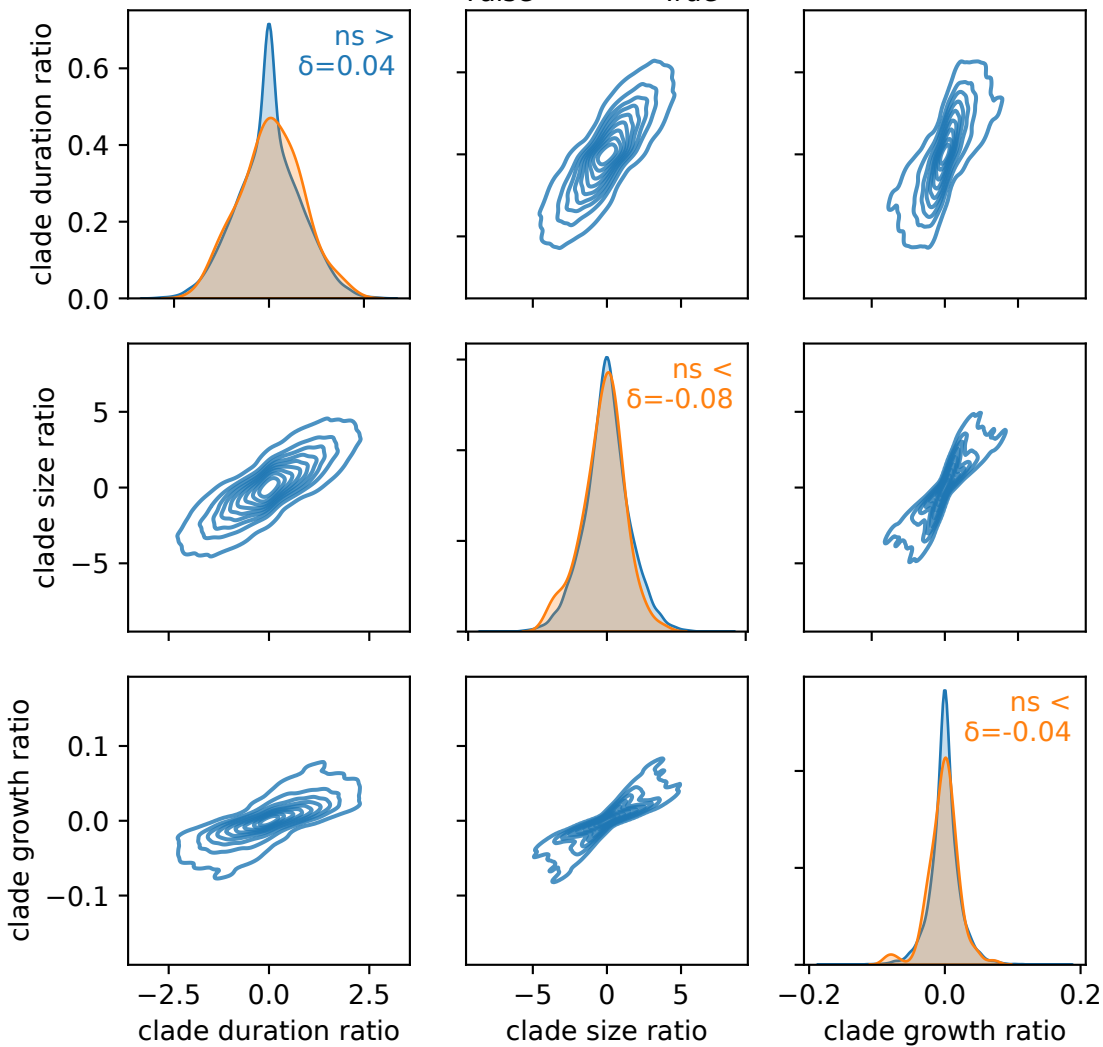 clade duration ratio
0.6
0.4
0.2
0.0
ns >
δ=0.04
clade size ratio
5
0
−5
ns <
δ=-0.08
clade growth ratio
0.1
0.0
−0.1
ns <
δ=-0.04
−2.5 0.0 2.5
−5 0 5
−0.2 0.0 0.2
clade duration ratio
clade size ratio
clade growth ratio